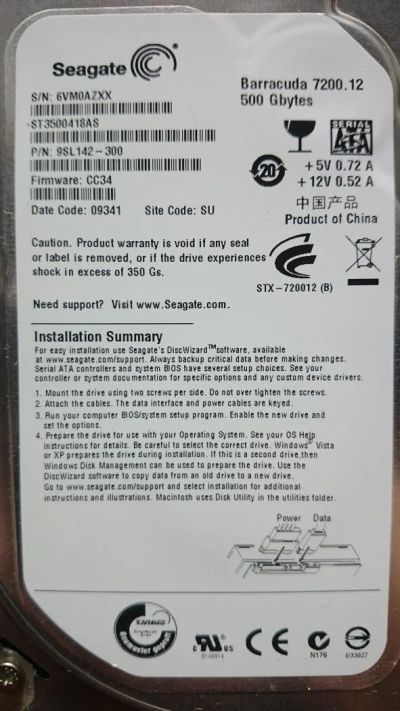 Seagate
Barracuda 7200.12
500 Gbytes
S/N: 6VM0AZXX
ST3500418AS
P/N: 9SL142-300
Firmware: CC34
Date Code: 09341 Site Code: SU
SERIAL
ATA
20
+5V 0.72 A
+12V 0.52 A
中国产品
Product of China
Caution. Product warranty is void if any seal
or label is removed, or if the drive experiences
shock in excess of 350 Gs.
STX-720012 (B)
Need support? Visit www.Seagate.com.
Installation Summary
For easy installation use Seagate's DiscWizard™software, available
at www.seagate.com/support. Always backup critical data before making changes.
Serial ATA controllers and system BIOS have several setup choices. See your
controller or system documentation for specific options and any custom device drivers.
1. Mount the drive using two screws per side. Do not over tighten the screws.
2. Attach the cables. The data interface and power cables are keyed.
3. Run your computer BIOS/system setup program. Enable the new drive and
set the options.
4. Prepare the drive for use with your Operating System. See your OS Help
instructions for details. Be careful to select the correct drive. Windows® Vista
or XP prepares the drive during installation. If this is a second drive,then
Windows Disk Management can be used to prepare the drive. Use the
DiscWizard software to copy data from an old drive to a new drive.
Go to www.seagate.com/support and select installation for additional
instructions and illustrations. Macintosh uses Disk Utility in the utilities folder.
Power Data
c RU us
CE
N176
D33027